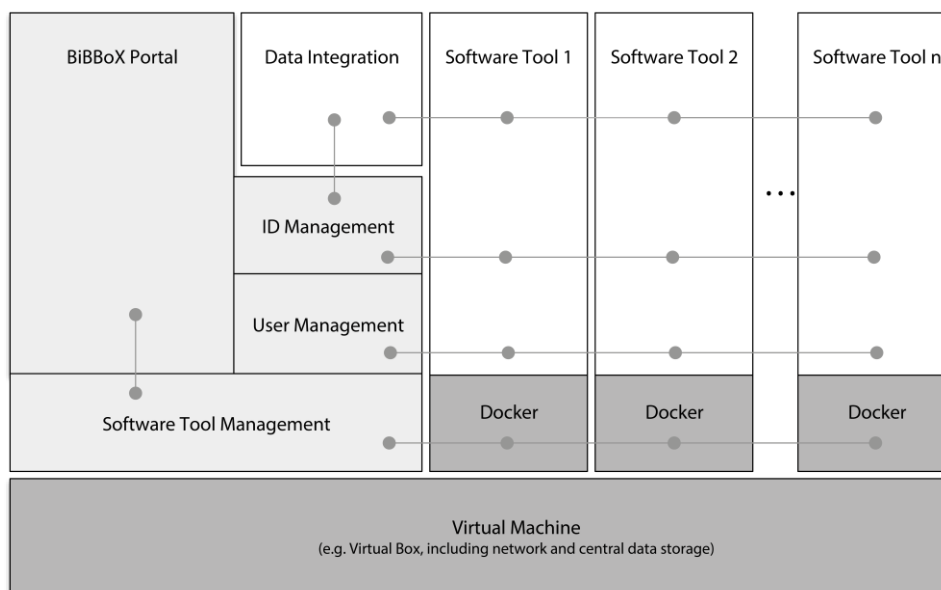 BiBBoX Portal
Data Integration
Software Tool 1
Software Tool 2
Software Tool n
...
ID Management
User Management
Software Tool Management
Docker
Docker
Docker
Virtual Machine
(e.g. Virtual Box, including network and central data storage)